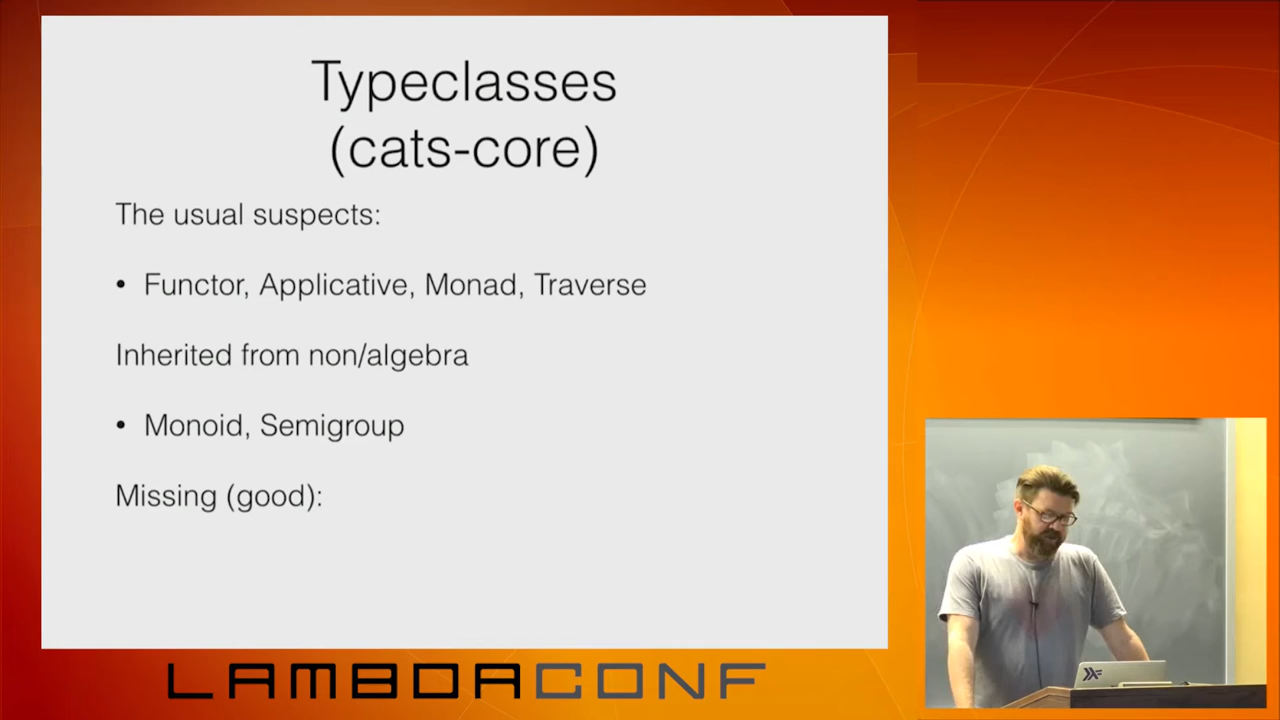 Typeclasses
(cats-core)
The usual suspects:
• Functor, Applicative, Monad, Traverse
Inherited from non/algebra
• Monoid, Semigroup
Missing (good):
LAMBDACONF